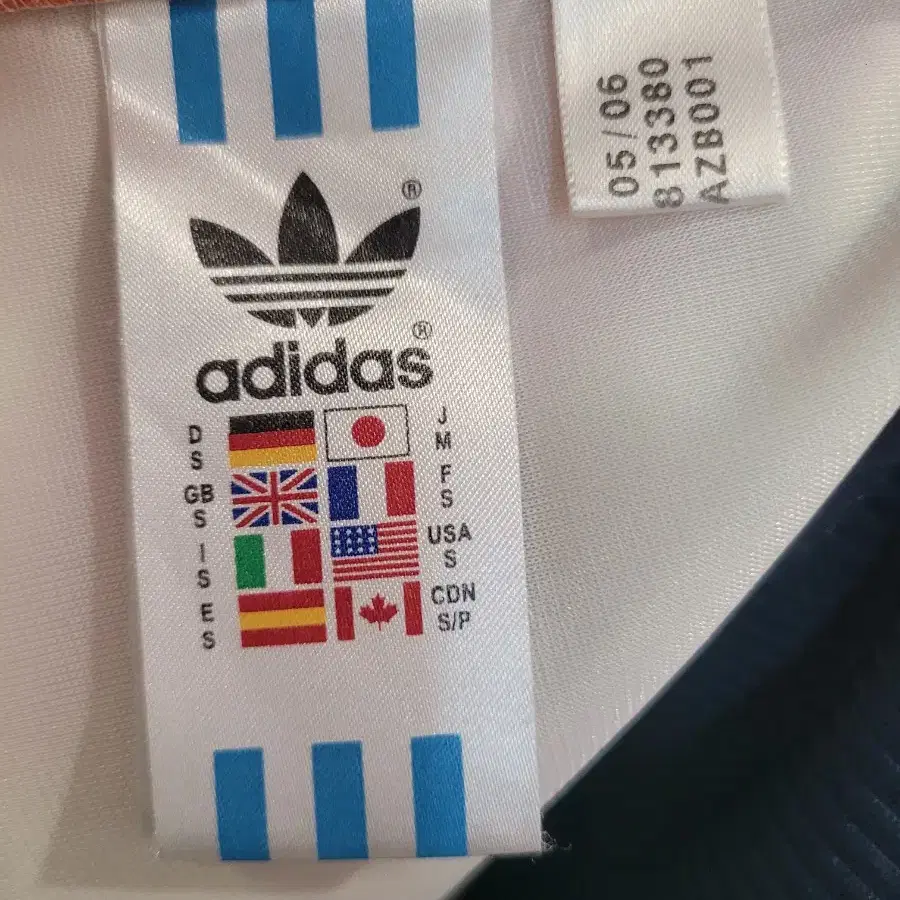 ®
adidas®
D
S
J
M
GB
S
F
S
I
S
USA
S
E
S
CDN
S/P
05/06
813380
AZB001